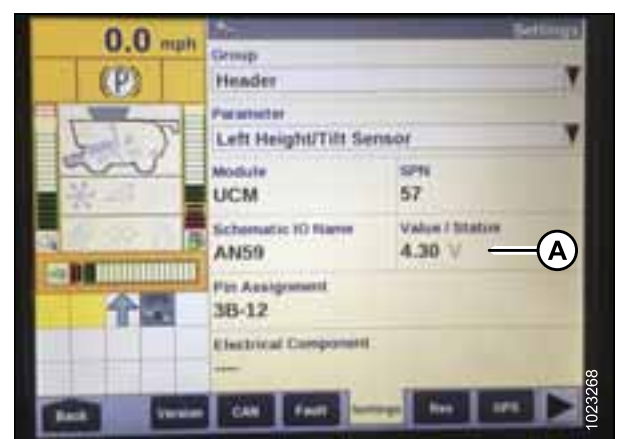 0.0 mph
Settings
(P)
Group
Header
Parameter
Left Height/Tilt Sensor
Module
SPN
UCM
57
Schematic IO Name
Value / Status
AN59
4.30 V
A
Pin Assignment
3B-12
Electrical Component
----
Back
Version
CAN
Fault
Settings
Res
GPS
1023268